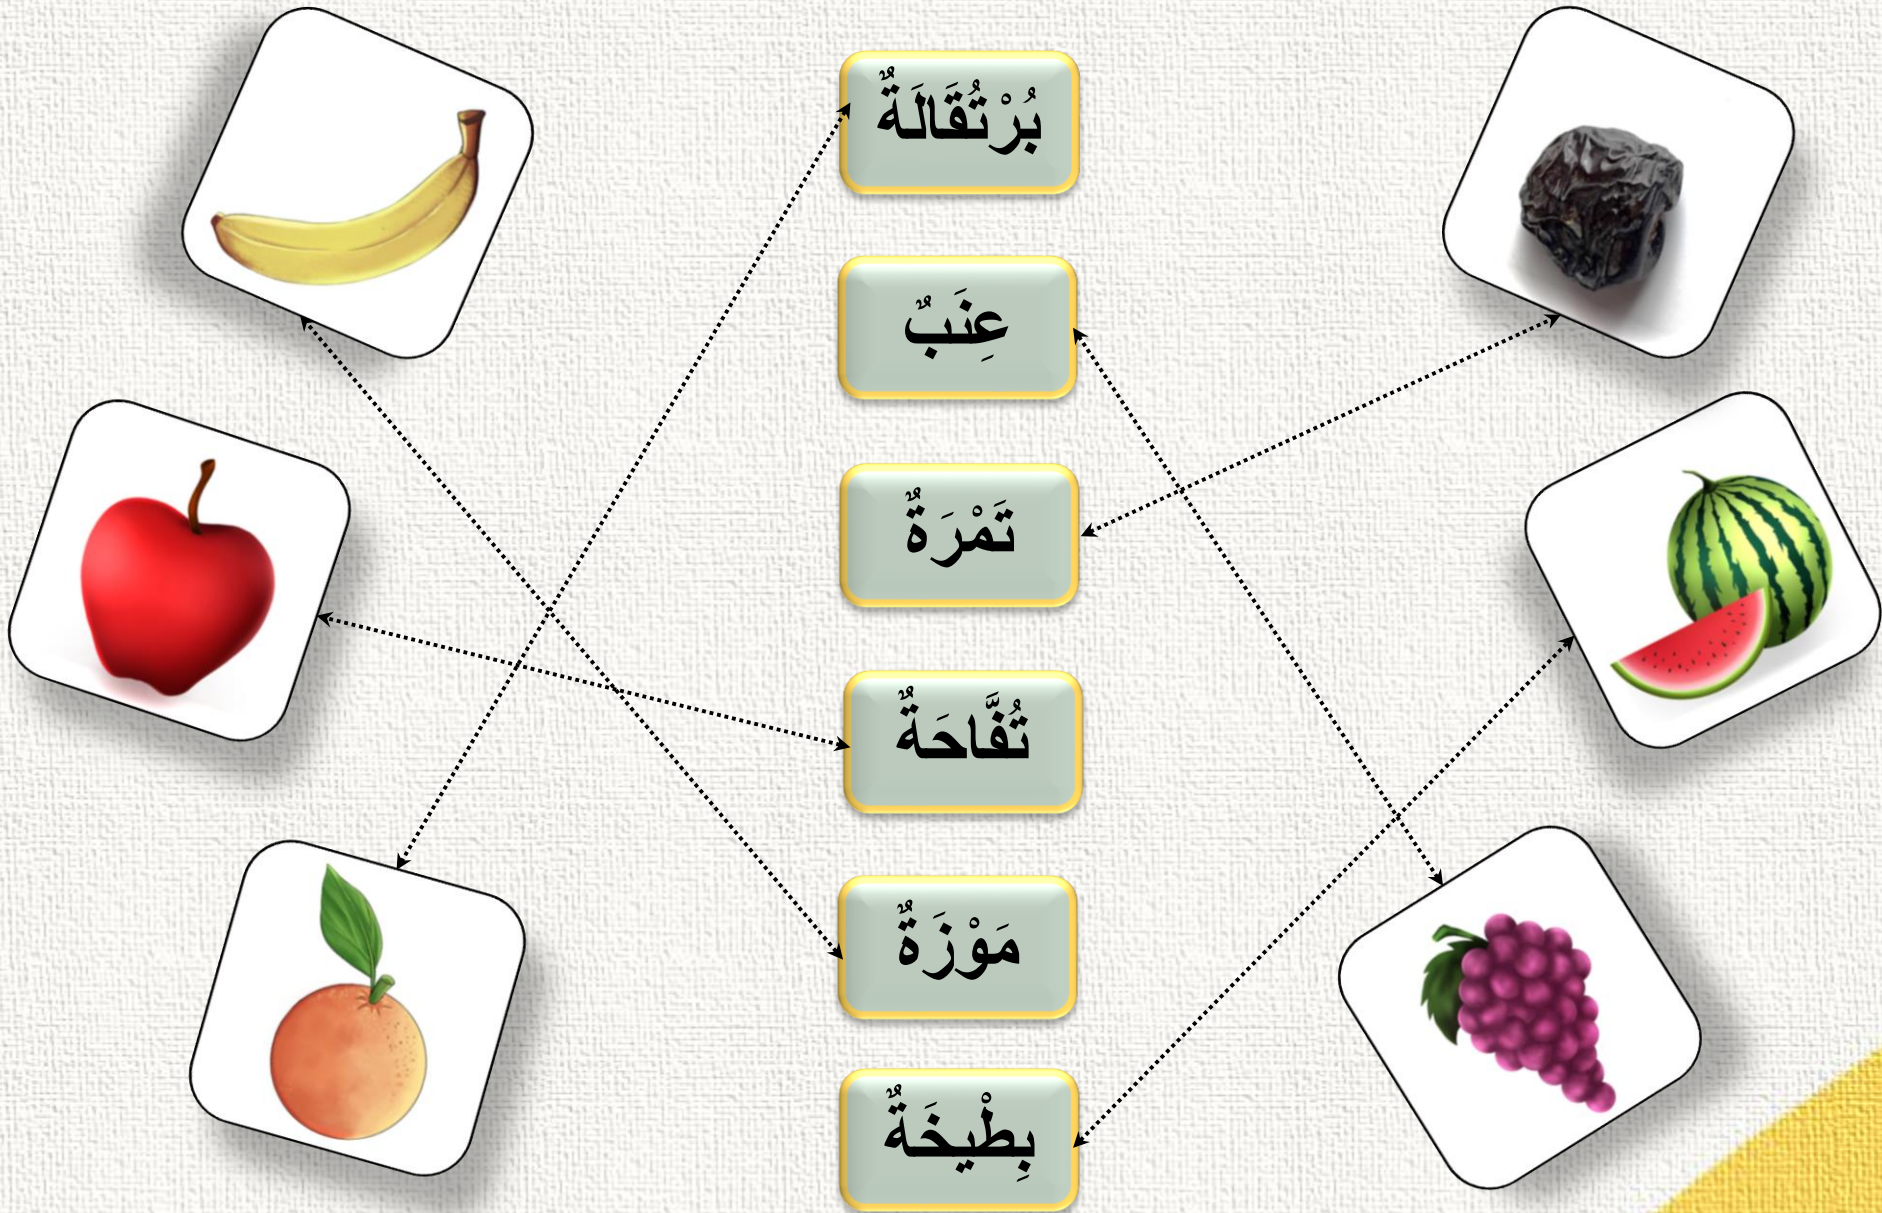 بُرْتُقَالَةٌ
عِنَبٌ
تَمْرَةٌ
تُفَّاحَةٌ
مَوْزَةٌ
بِطْيخَةٌ